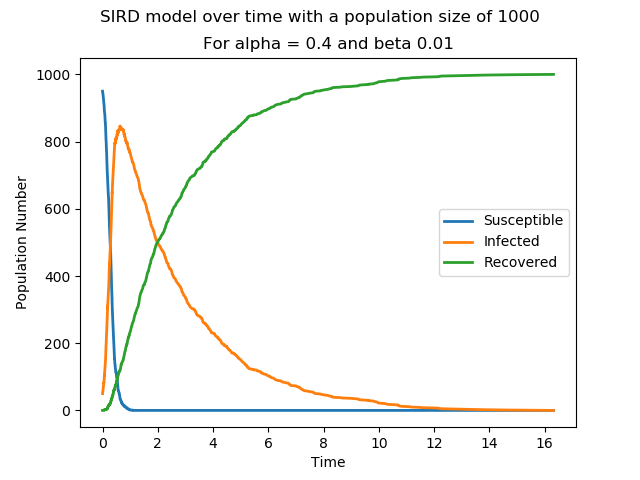 SIRD model over time with a population size of 1000
For alpha = 0.4 and beta 0.01
Population Number
1000
800
600
400
200
0
Susceptible
Infected
Recovered
0 2 4 6 8 10 12 14 16
Time